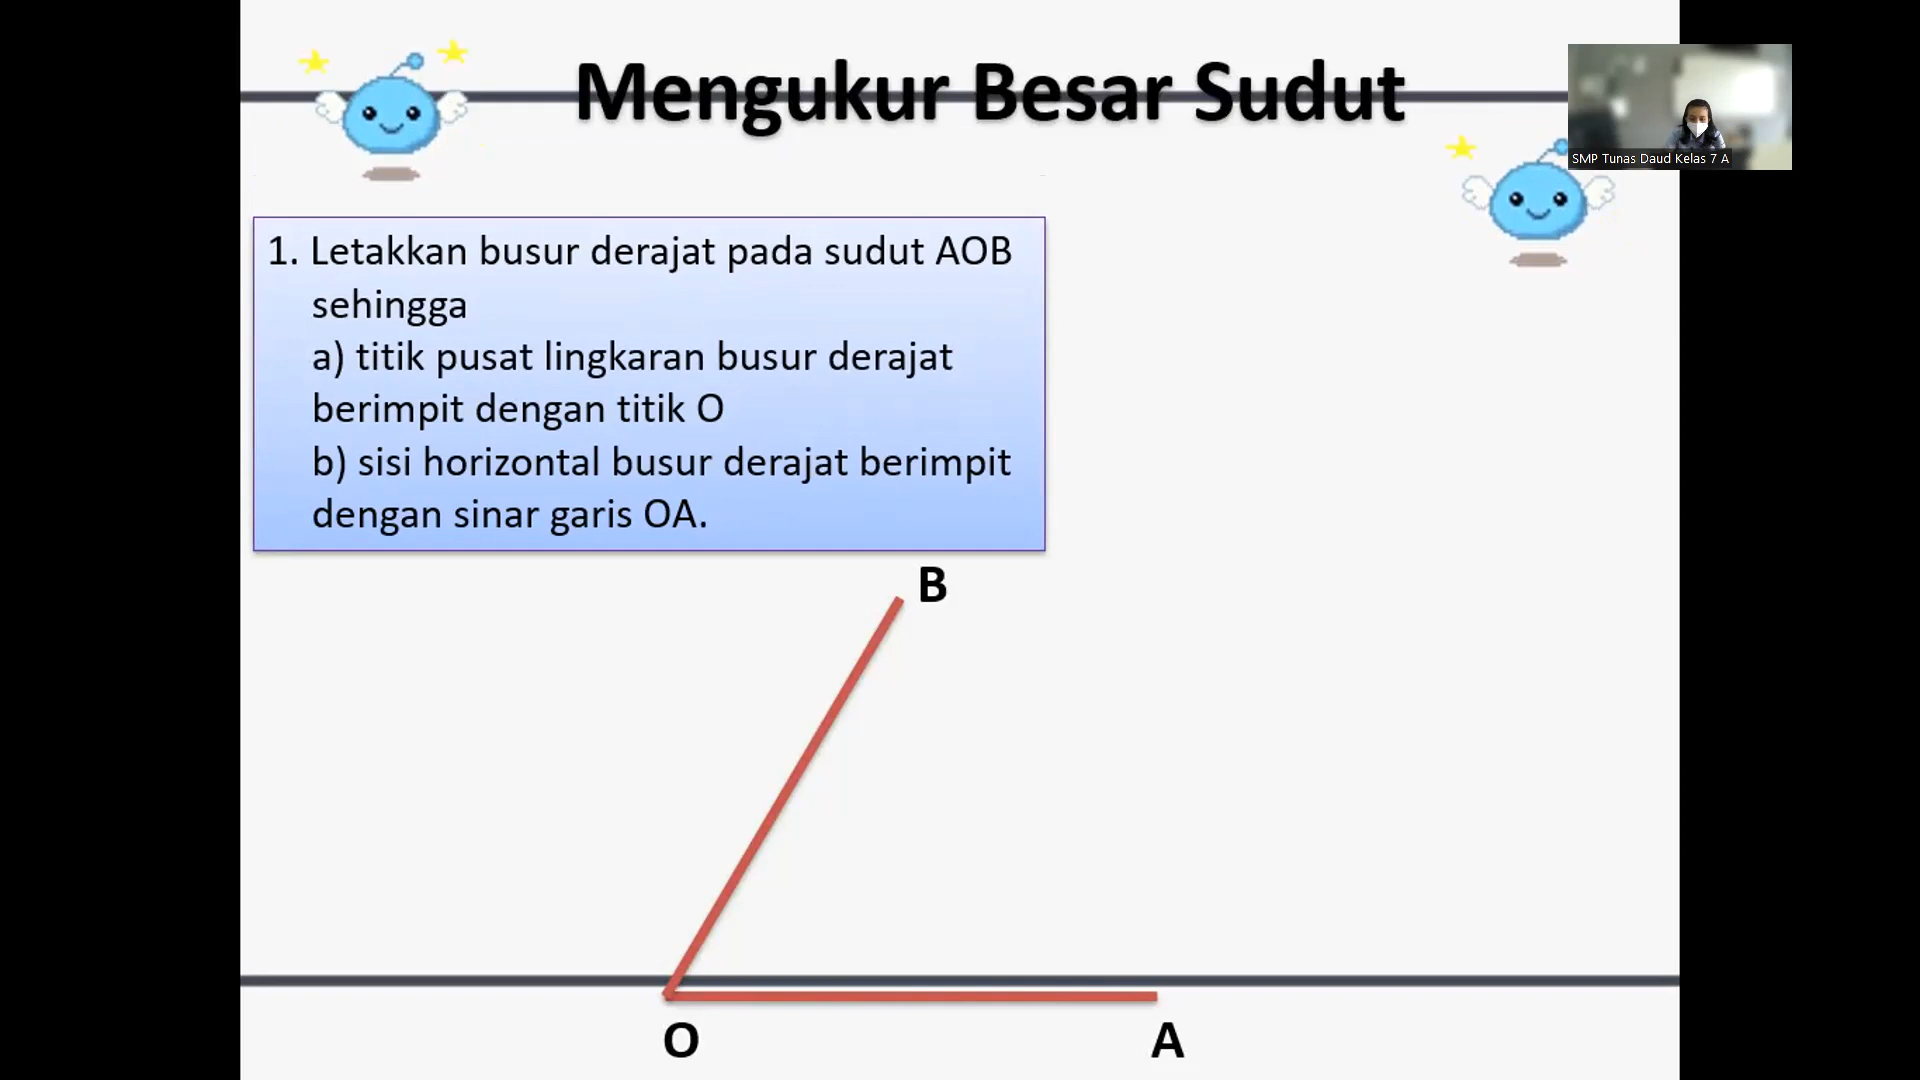 Mengukur Besar Sudut
SMP Tunas Daud Kelas 7 A
1. Letakkan busur derajat pada sudut AOB
sehingga
a) titik pusat lingkaran busur derajat
berimpit dengan titik O
b) sisi horizontal busur derajat berimpit
dengan sinar garis OA.
B
O
A